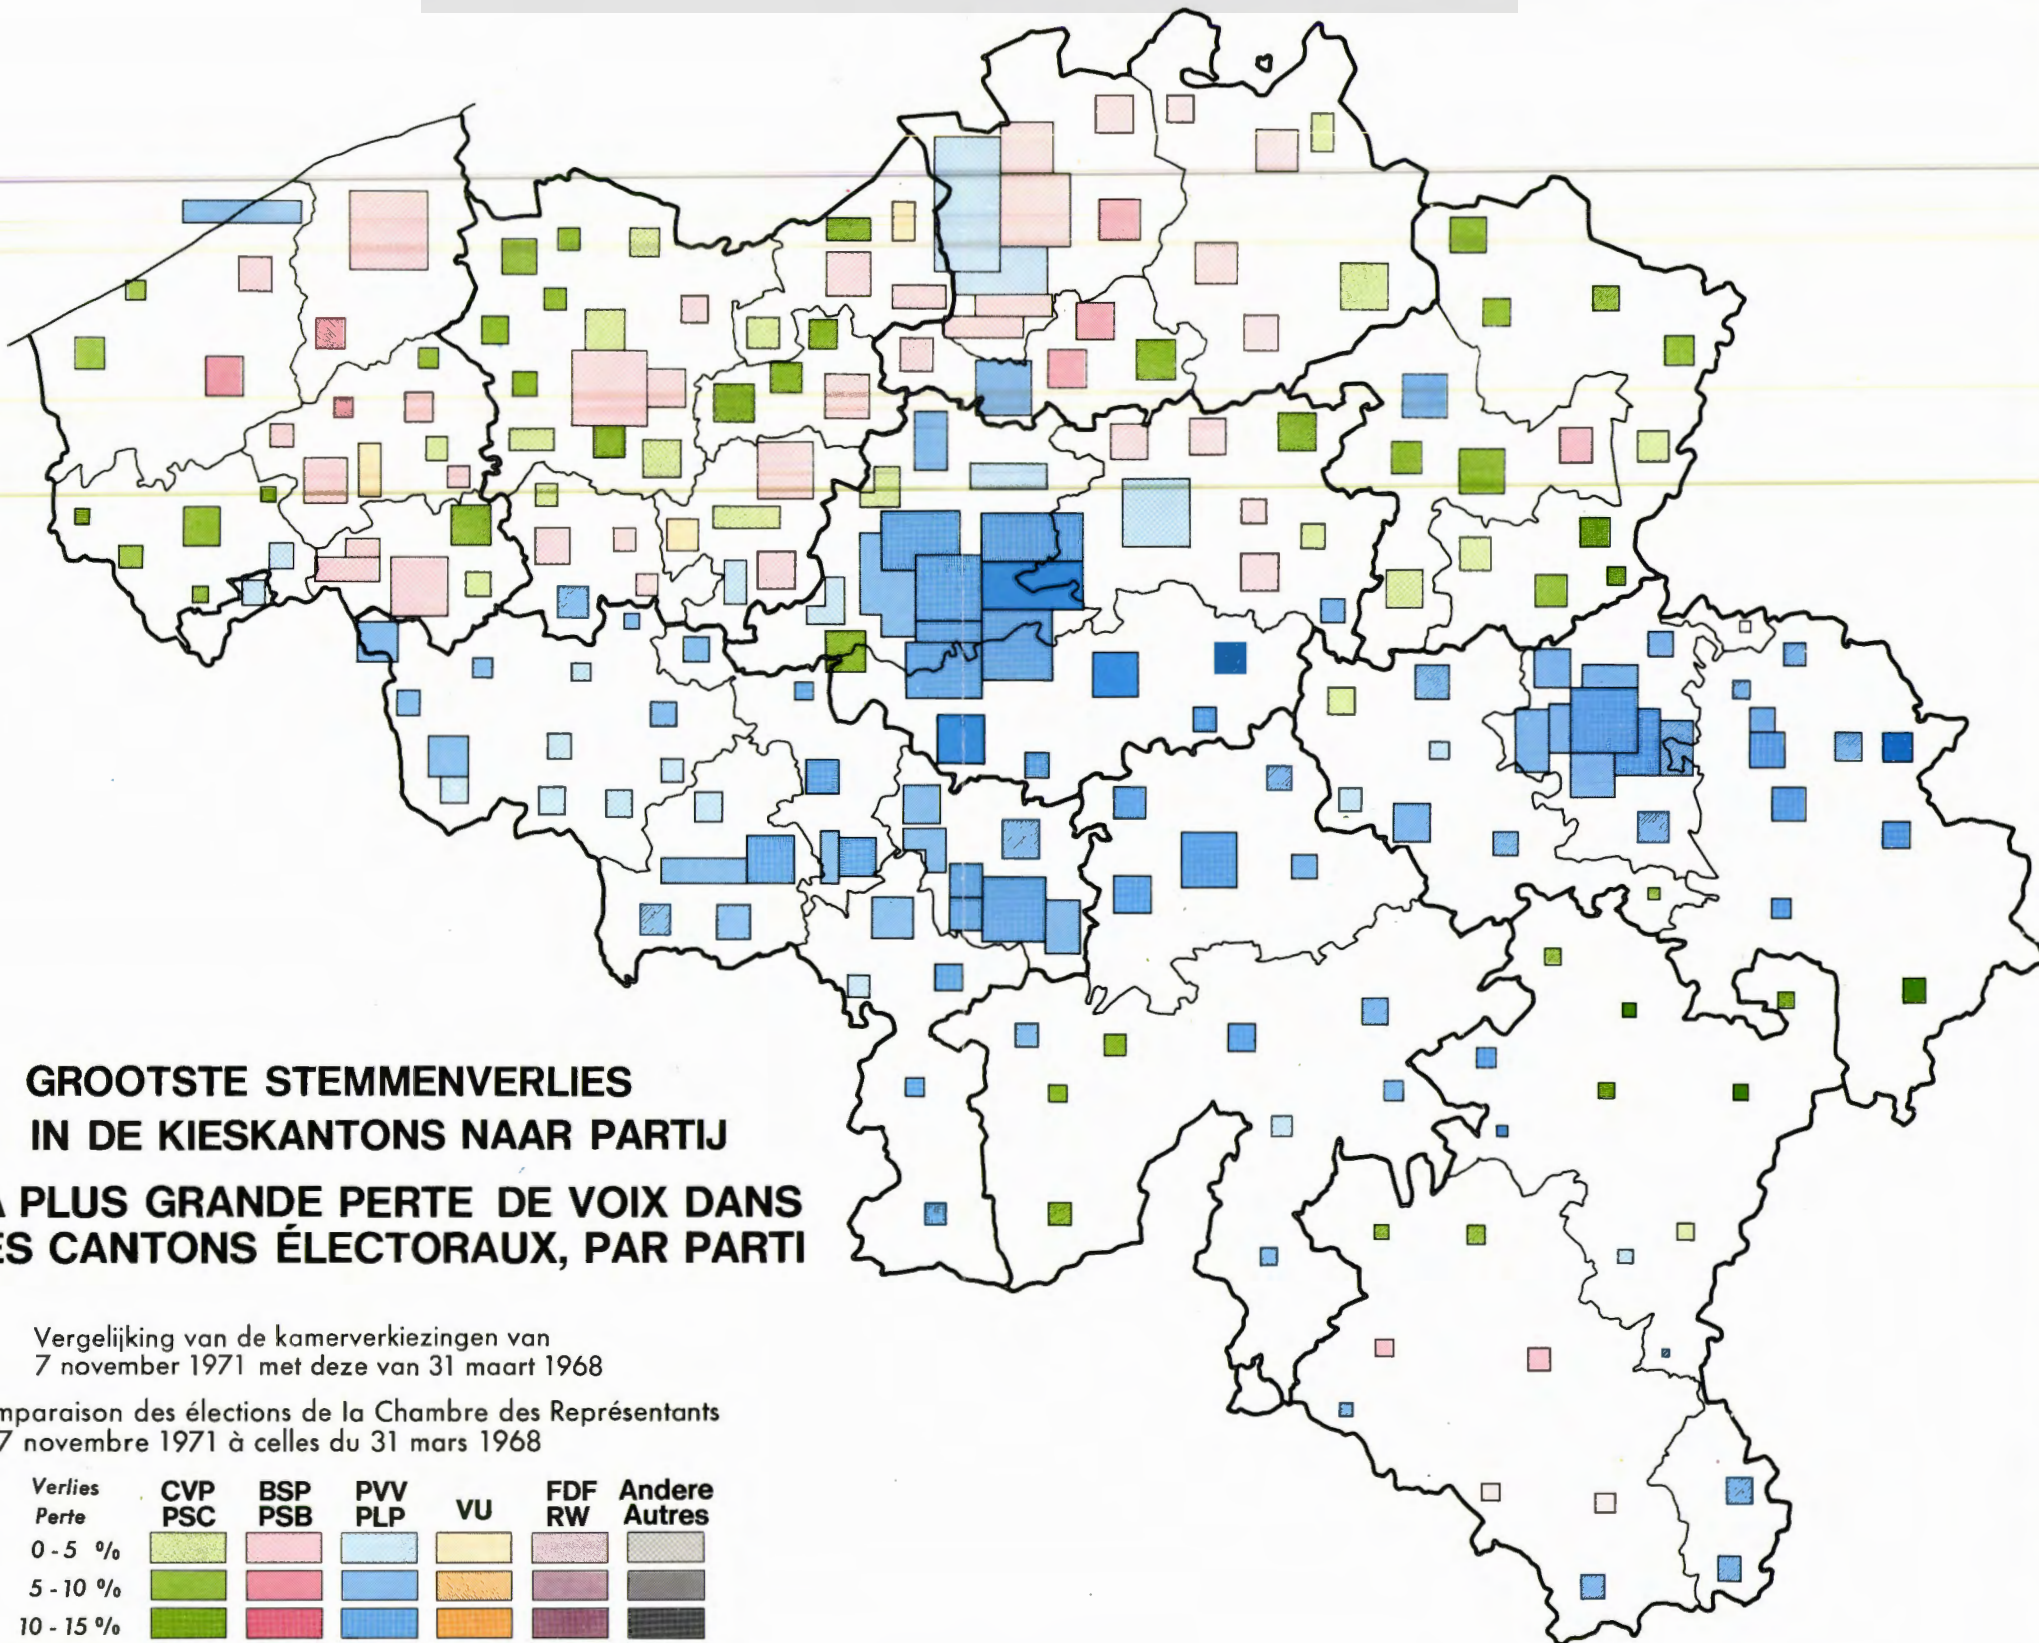 GROOTSTE STEMMENVERLIES
IN DE KIESKANTONS NAAR PARTIJ
PLUS GRANDE PERTE DE VOIX DANS
CANTONS ÉLECTORAUX, PAR PARTI
Vergelijking van de kamerverkiezingen van
7 november 1971 met deze van 31 maart 1968
des élections de la Chambre des Représentants
7 novembre 1971 à celles du 31 mars 1968
Verlies CVP BSP PVV VU FDF Andere
Perte PSC PSB PLP RW Autres
0 - 5 %
5 - 10 %
10 - 15 %